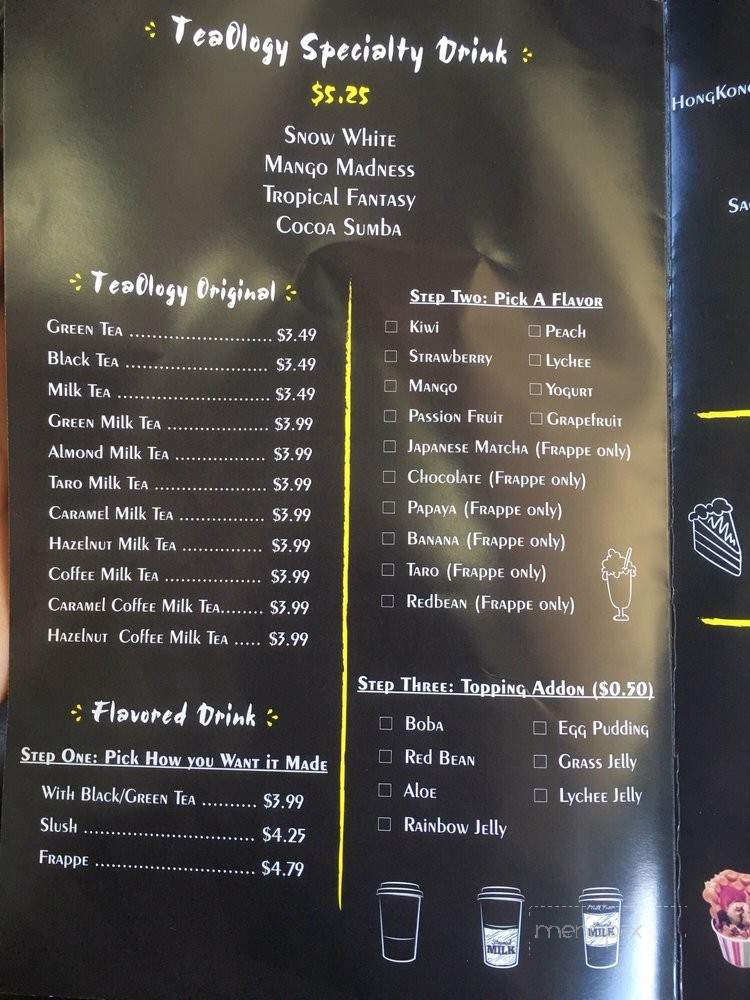 TeaOlogy Specialty Drink
$5.25
Snow White
Mango Madness
Tropical Fantasy
Cocoa Sumba
TeaOlogy Original
Green Tea ........................ $3.49
Black Tea ........................ $3.49
Milk Tea ........................ $3.49
Green Milk Tea ................ $3.99
Almond Milk Tea .............. $3.99
Taro Milk Tea .................. $3.99
Caramel Milk Tea ............. $3.99
Hazelnut Milk Tea ............ $3.99
Coffee Milk Tea ............... $3.99
Caramel Coffee Milk Tea....... $3.99
Hazelnut Coffee Milk Tea ..... $3.99
Flavored Drink
Step One: Pick How you Want it Made
With Black/Green Tea .......... $3.99
Slush ............................ $4.25
Frappe .......................... $4.79
Step Two: Pick A Flavor
Kiwi
Peach
Strawberry
Lychee
Mango
Yogurt
Passion Fruit
Grapefruit
Japanese Matcha (Frappe only)
Chocolate (Frappe only)
Papaya (Frappe only)
Banana (Frappe only)
Taro (Frappe only)
Redbean (Frappe only)
Step Three: Topping Addon ($0.50)
Boba
Egg Pudding
Red Bean
Grass Jelly
Aloe
Lychee Jelly
Rainbow Jelly
MILK
MILK
HongKong
Sa